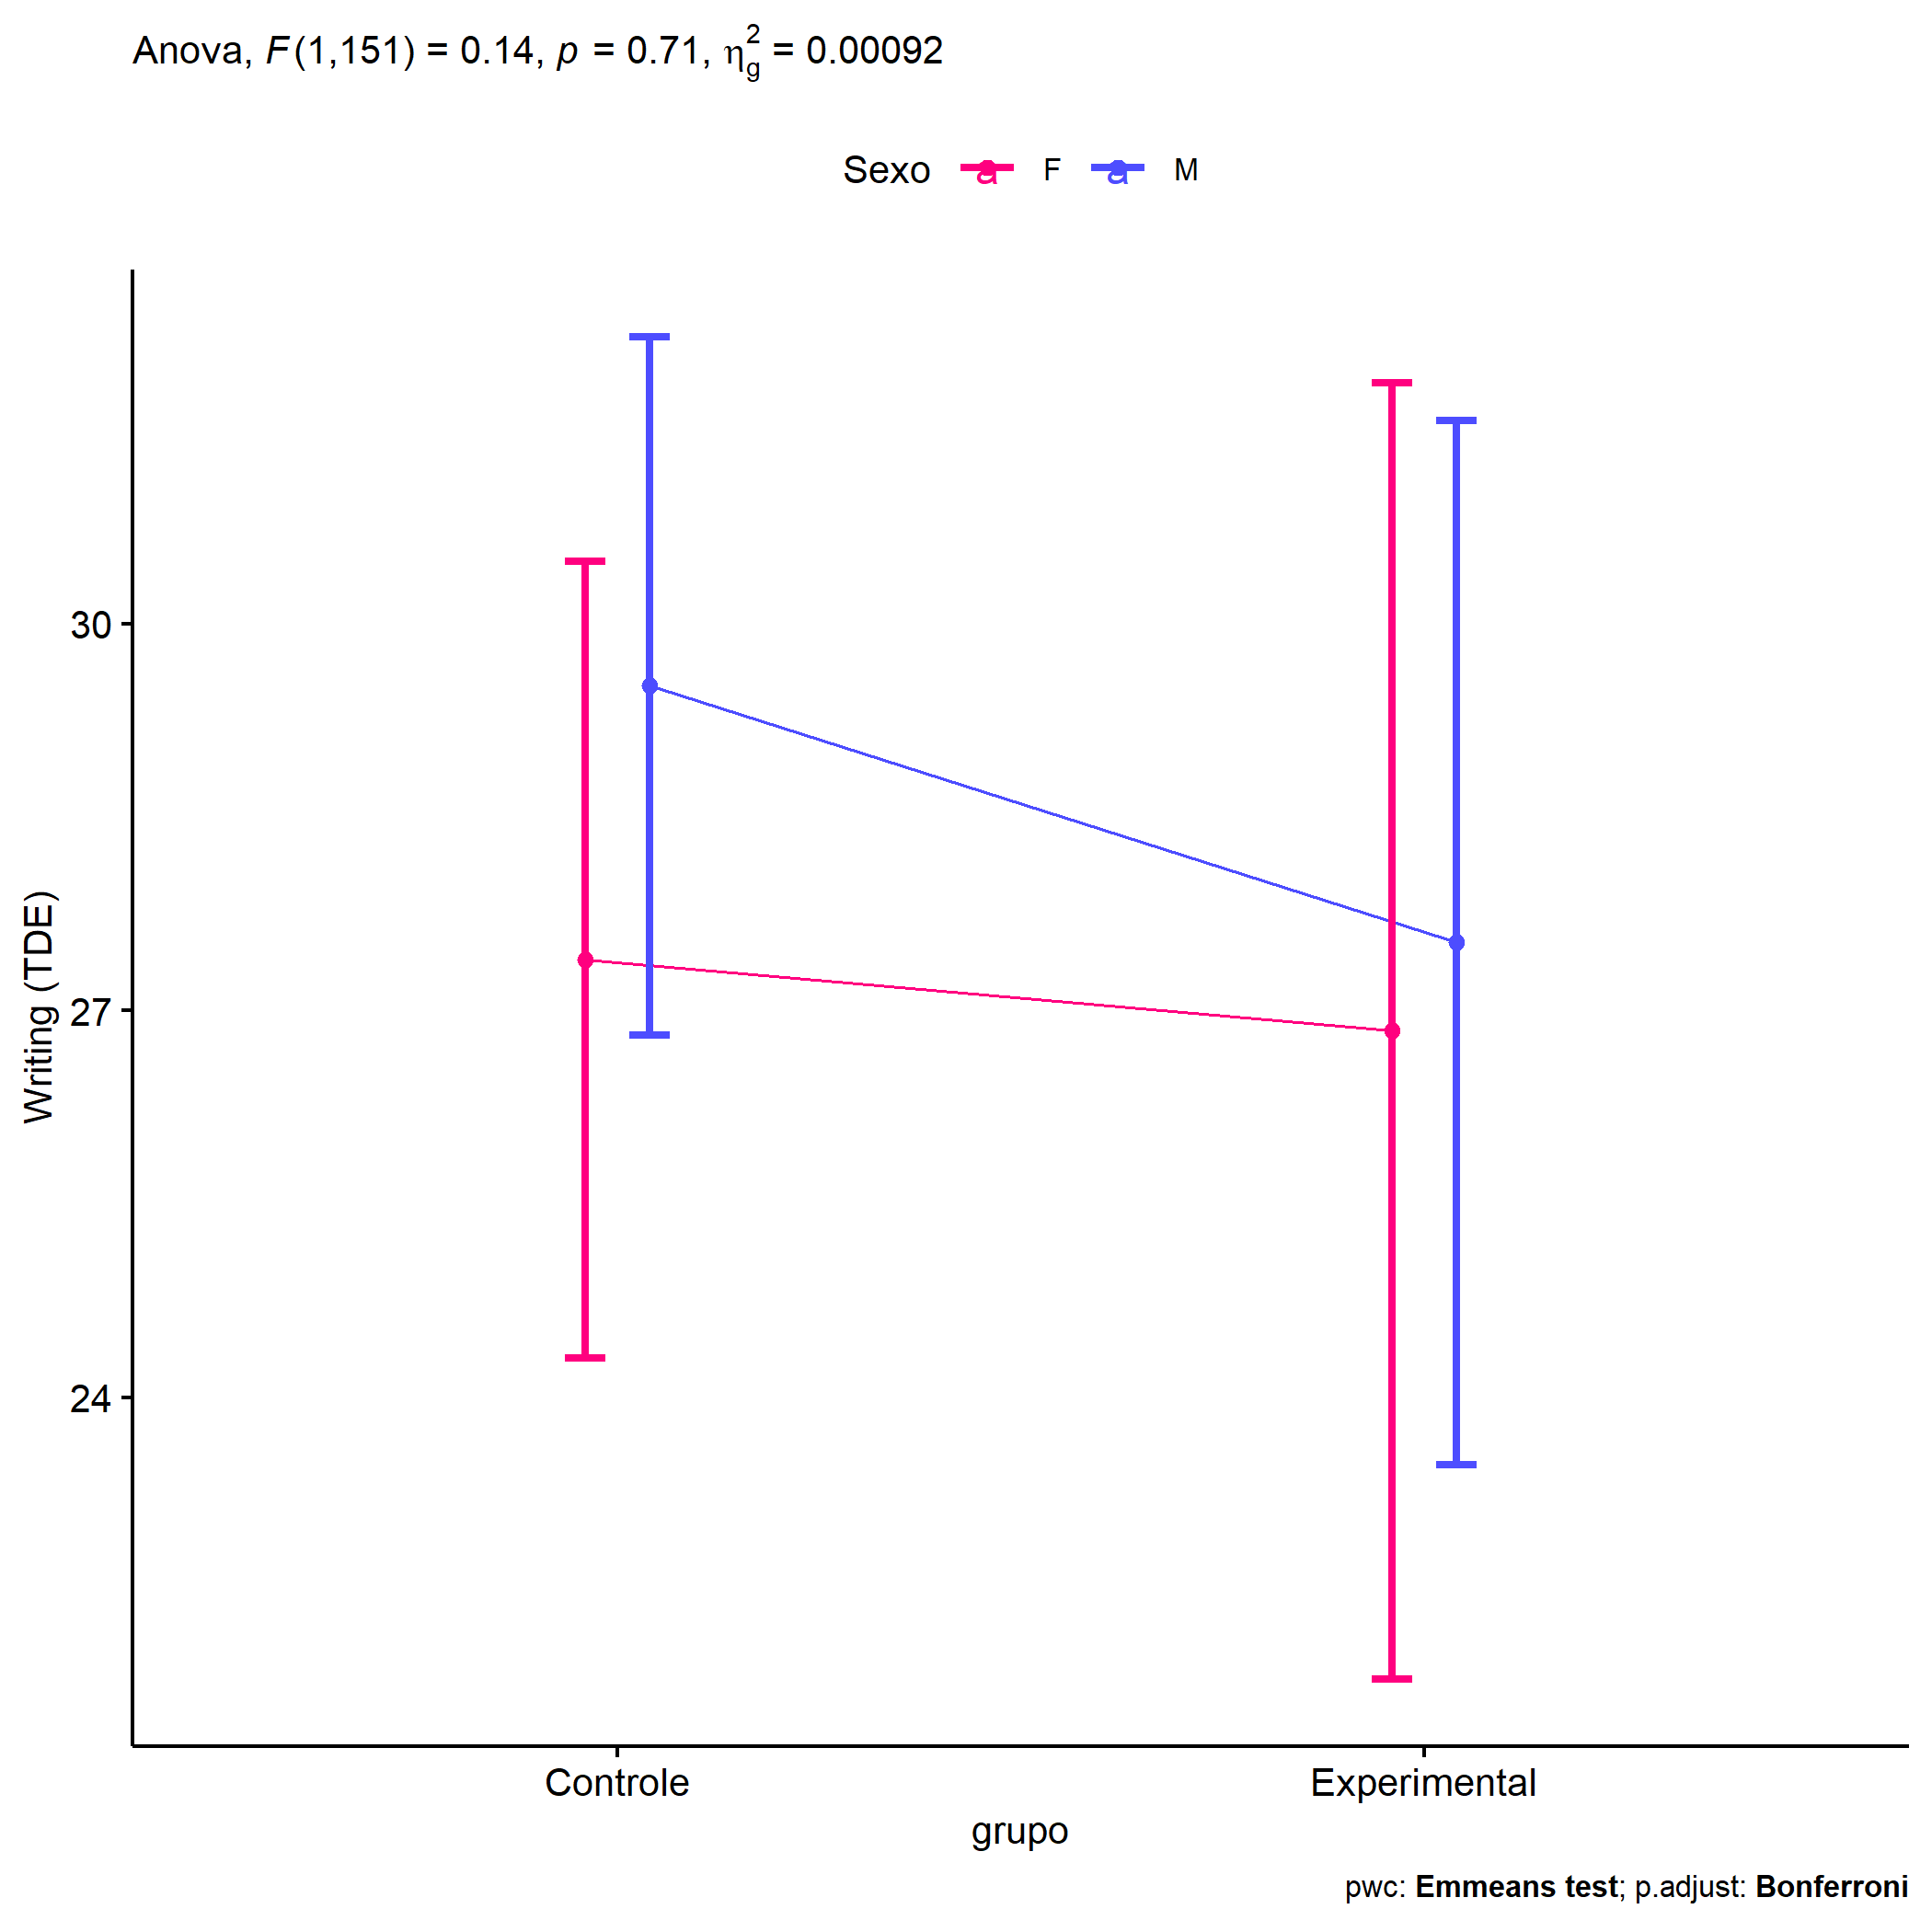 Anova, F(1,151) = 0.14, p = 0.71, η²g = 0.00092
Sexo a F a M
Writing (TDE)
30
27
24
Controle Experimental
grupo
pwc: Emmeans test; p.adjust: Bonferroni